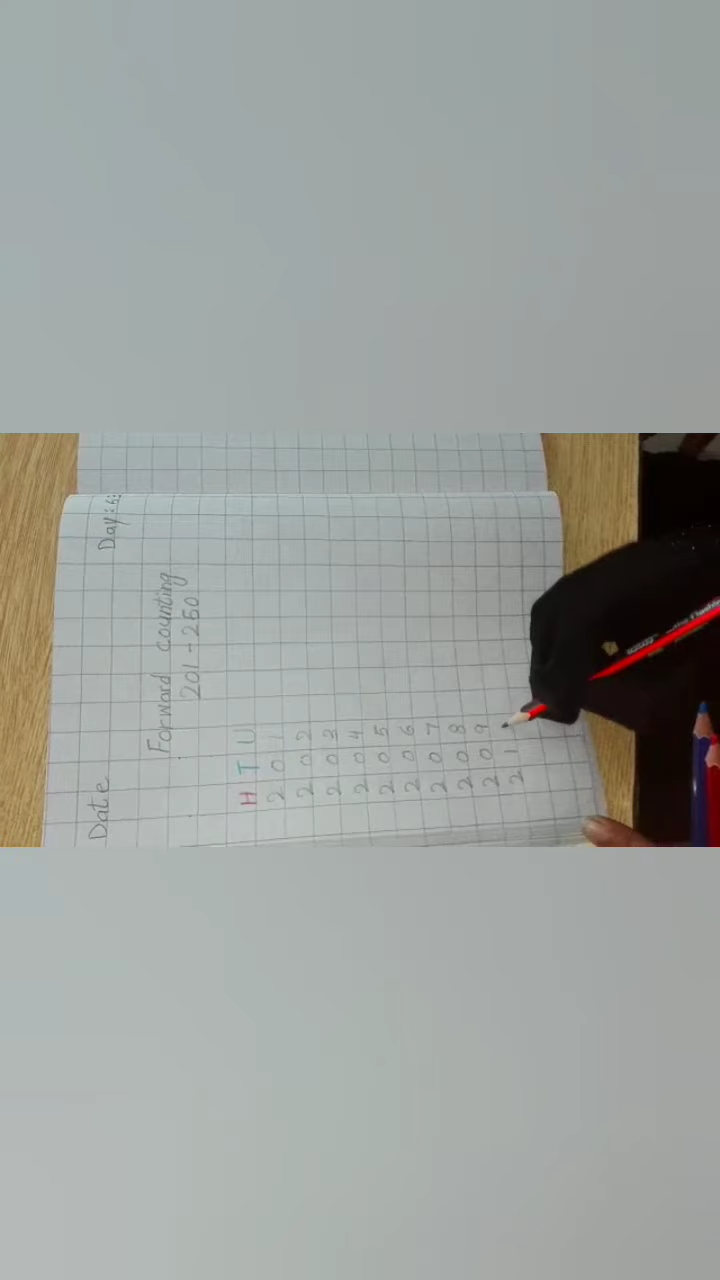 Date Day:
Forward counting
201-250
H T U
2 0 1
2 0 2
2 0 3
2 0 4
2 0 5
2 0 6
2 0 7
2 0 8
2 0 9
2 1